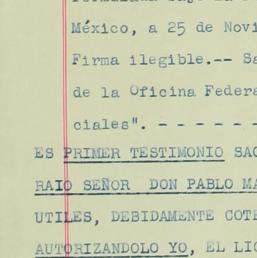 México, a 25 de Novi
Firma ilegible.-- Sa
de la Oficina Federa
ciales". - - - - - -
ES PRIMER TESTIMONIO SAC
RAIO SEÑOR DON PABLO MA
UTILES, DEBIDAMENTE COTE
AUTORIZANDOLO YO, EL LIC